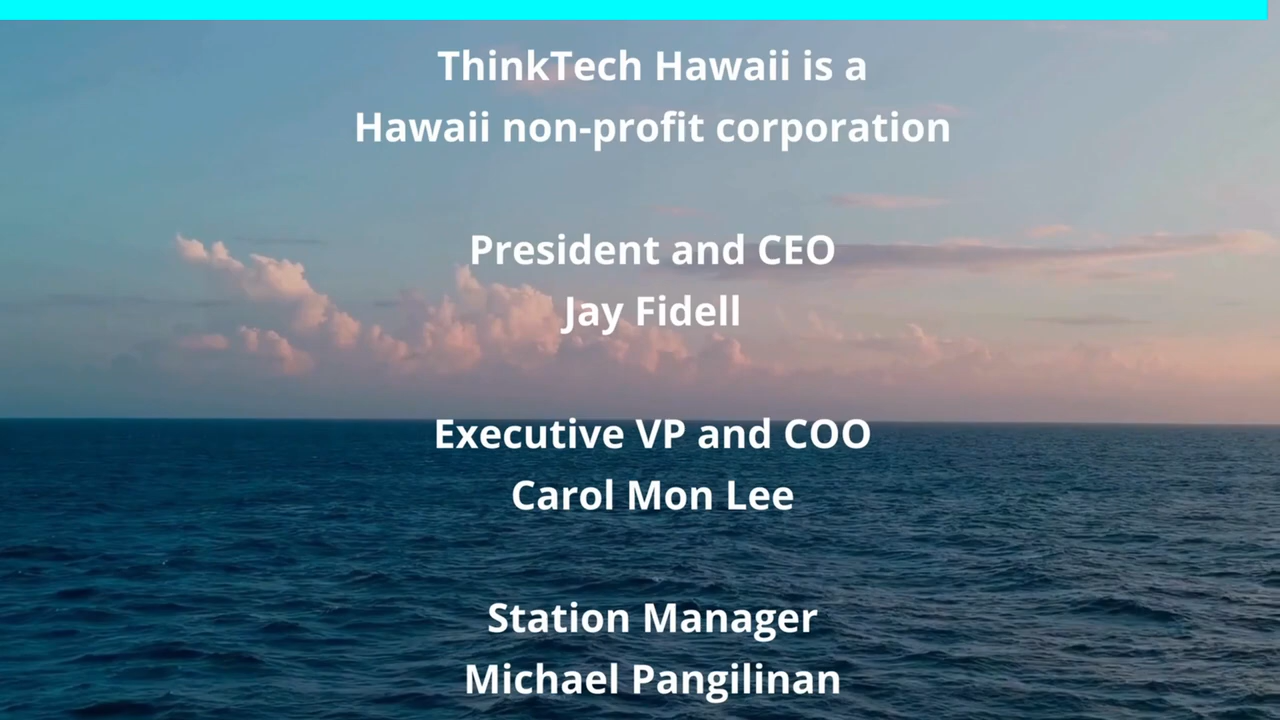 ThinkTech Hawaii is a
Hawaii non-profit corporation
President and CEO
Jay Fidell
Executive VP and COO
Carol Mon Lee
Station Manager
Michael Pangilinan